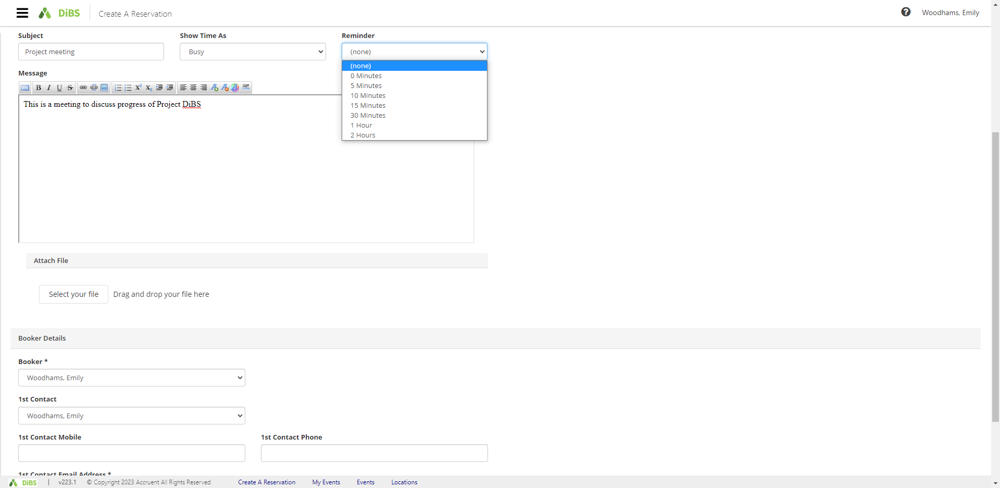 DiBS Create A Reservation Woodhams, Emily
Subject Show Time As Reminder
Project meeting Busy (none)
(none)
0 Minutes
5 Minutes
10 Minutes
15 Minutes
30 Minutes
1 Hour
2 Hours
Message
HTML B I U S X² X₂
This is a meeting to discuss progress of Project DiBS
Attach File
Select your file Drag and drop your file here
Booker Details
Booker *
Woodhams, Emily
1st Contact
Woodhams, Emily
1st Contact Mobile 1st Contact Phone
1st Contact Email Address *
DiBS | v223.1 © Copyright 2023 Accruent All Rights Reserved Create A Reservation My Events Events Locations